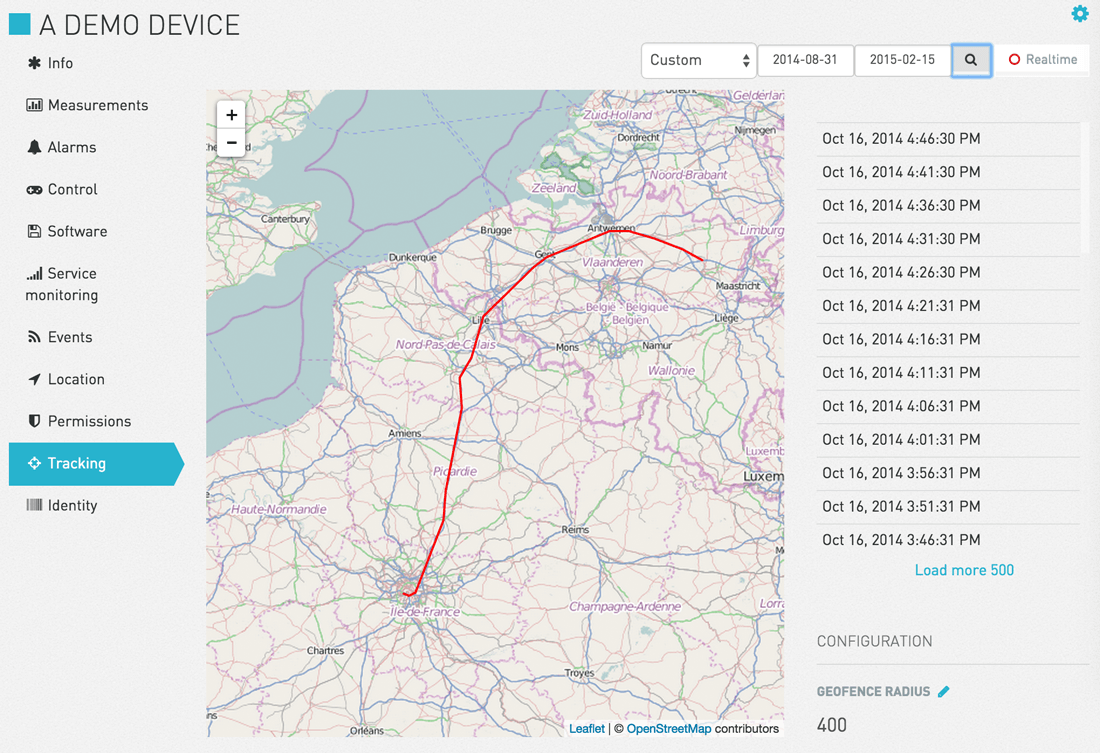 A DEMO DEVICE
Info
Measurements
Alarms
Control
Software
Service
monitoring
Events
Location
Permissions
Tracking
Identity
Custom
2014-08-31
2015-02-15
Realtime
+
−
Gelderlan
Zuid-Holland
Dordrecht
Nijmegen
Noord-Brabant
Zeeland
Canterbury
Brugge
Antwerpen
Limburg
Gent
Dunkerque
Vlaanderen
Maastricht
België - Belgique
- Belgien
Liège
Lille
Nord-Pas-de-Calais
Mons
Namur
Wallonie
Amiens
Luxemb
Picardie
Luxem
Haute-Normandie
Reims
Île-de-France
Champagne-Ardenne
Lorra
Chartres
Troyes
Orléans
Leaflet | © OpenStreetMap contributors
Oct 16, 2014 4:46:30 PM
Oct 16, 2014 4:41:30 PM
Oct 16, 2014 4:36:30 PM
Oct 16, 2014 4:31:30 PM
Oct 16, 2014 4:26:30 PM
Oct 16, 2014 4:21:31 PM
Oct 16, 2014 4:16:31 PM
Oct 16, 2014 4:11:31 PM
Oct 16, 2014 4:06:31 PM
Oct 16, 2014 4:01:31 PM
Oct 16, 2014 3:56:31 PM
Oct 16, 2014 3:51:31 PM
Oct 16, 2014 3:46:31 PM
Load more 500
CONFIGURATION
GEOFENCE RADIUS
400